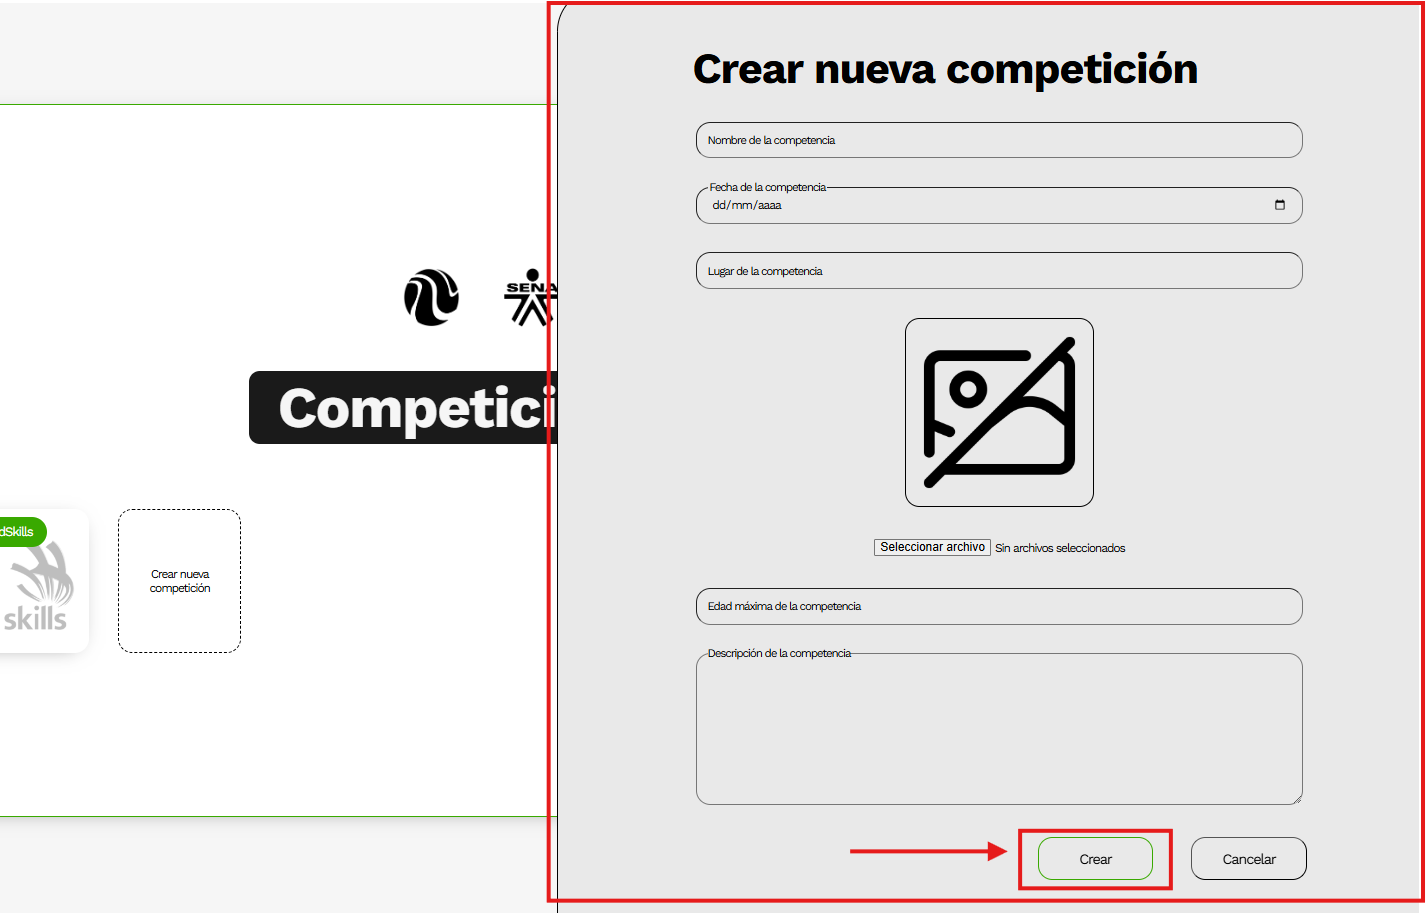 Crear nueva competición
Nombre de la competencia
Fecha de la competencia
dd/mm/aaaa
Lugar de la competencia
SENA
Competici
dSkills
skills
Crear nueva
competición
Seleccionar archivo Sin archivos seleccionados
Edad máxima de la competencia
Descripción de la competencia
Crear
Cancelar